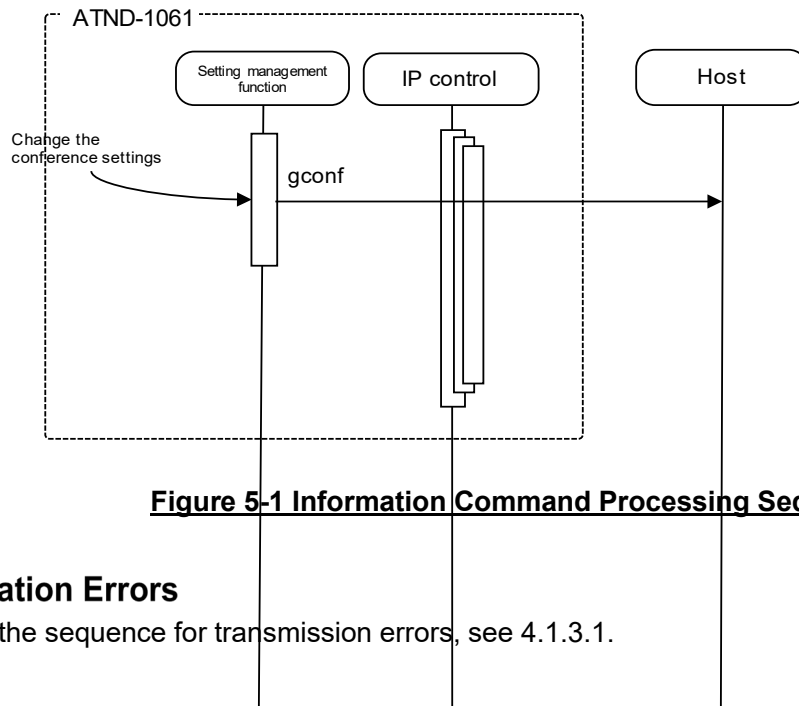 ATND-1061
Setting management
function
IP control
Host
Change the
conference settings
gconf
Figure 5-1 Information Command Processing Sec
ation Errors
the sequence for transmission errors, see 4.1.3.1.